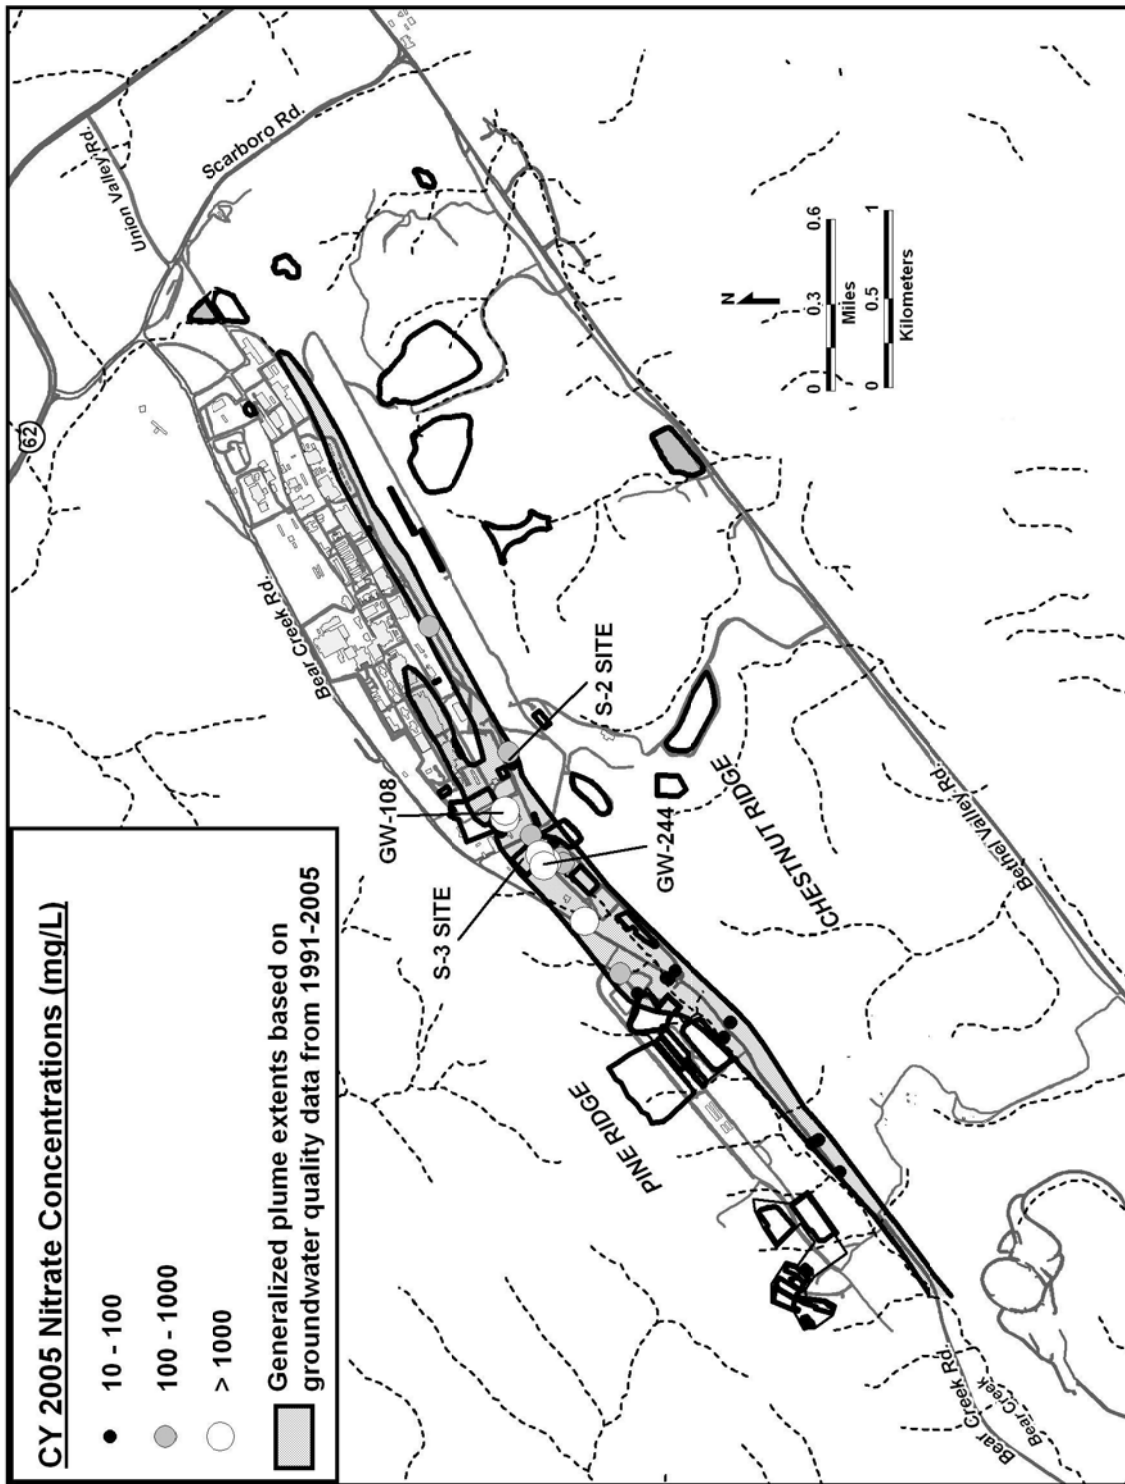 CY 2005 Nitrate Concentrations (mg/L)
10 - 100
100 - 1000
> 1000
Generalized plume extents based on
groundwater quality data from 1991-2005
62
Union Valley Rd.
Scarboro Rd.
Bear Creek Rd.
GW-108
S-3 SITE
S-2 SITE
GW-244
PINE RIDGE
CHESTNUT RIDGE
Bethel Valley Rd.
Bear Creek Rd.
Bear Creek
N
0 0.3 0.6
Miles
0 0.5 1
Kilometers